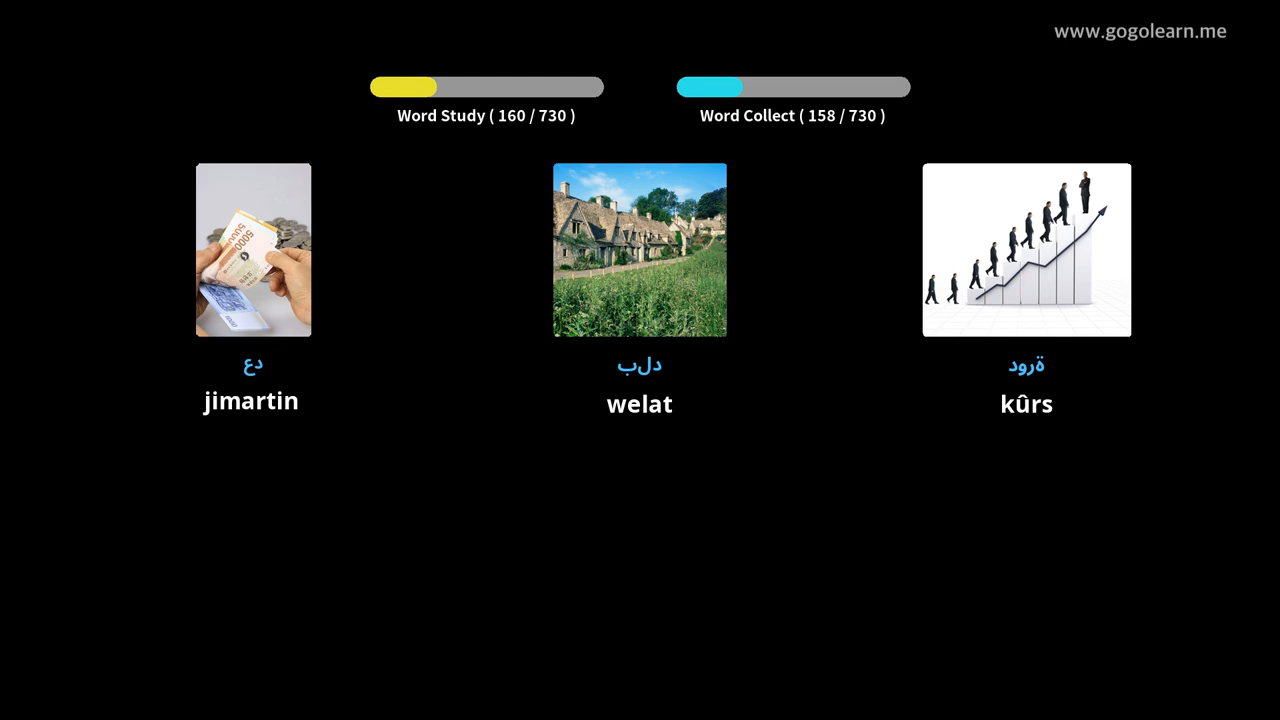 www.gogolearn.me
Word Study ( 160 / 730 )
Word Collect ( 158 / 730 )
دع
دلب
ةرود
jimartin
welat
kûrs